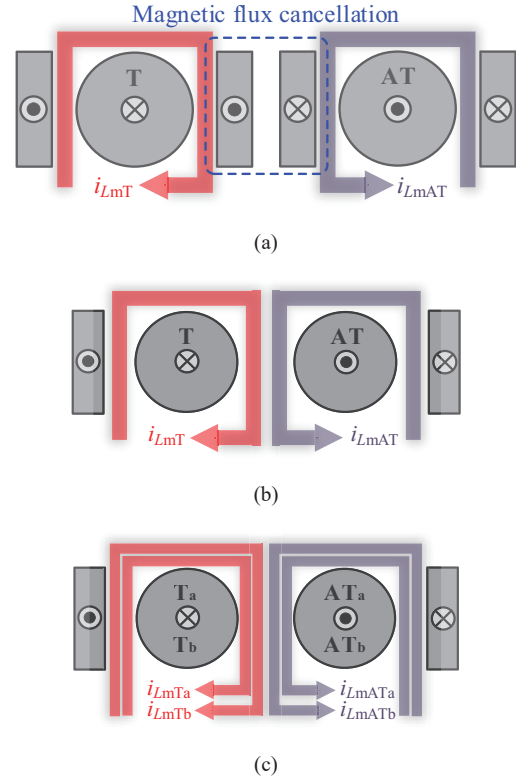 Magnetic flux cancellation
T AT
iLmT iLmAT
(a)
T AT
iLmT iLmAT
(b)
Ta ATa
Tb ATb
iLmTa iLmATa
iLmTb iLmATb
(c)